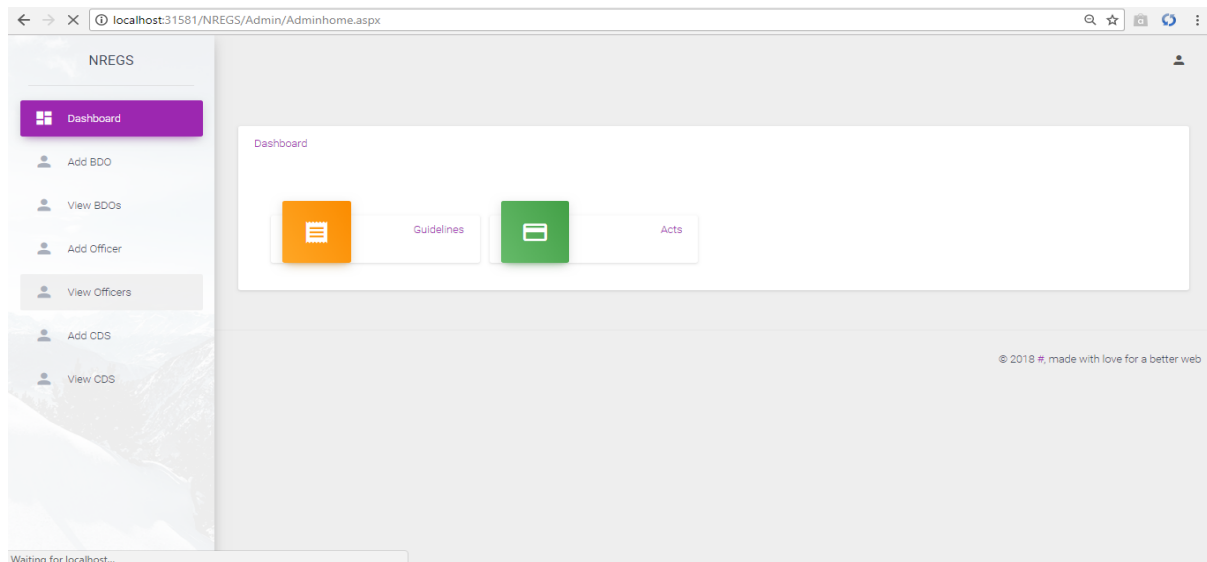 localhost:31581/NREGS/Admin/Adminhome.aspx
NREGS
Dashboard
Add BDO
View BDOs
Add Officer
View Officers
Add CDS
View CDS
Dashboard
Guidelines
Acts
© 2018 #, made with love for a better web
Waiting for localhost...